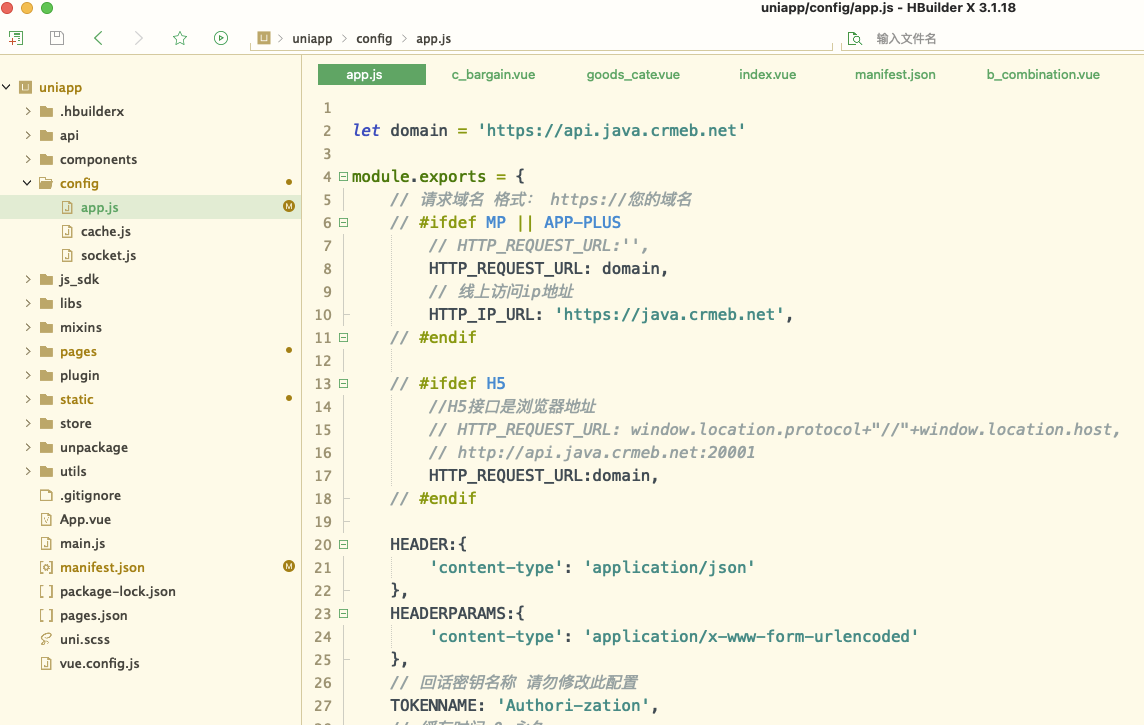 uniapp/config/app.js - HBuilder X 3.1.18
uniapp > config > app.js
输入文件名
uniapp
.hbuilderx
api
components
config
app.js
M
cache.js
socket.js
js_sdk
libs
mixins
pages
plugin
static
store
unpackage
utils
.gitignore
App.vue
main.js
manifest.json
M
package-lock.json
pages.json
uni.scss
vue.config.js
app.js c_bargain.vue goods_cate.vue index.vue manifest.json b_combination.vue
1
2 let domain = 'https://api.java.crmeb.net'
3
4 module.exports = {
5 // 请求域名 格式： https://您的域名
6 // #ifdef MP || APP-PLUS
7 // HTTP_REQUEST_URL:'',
8 HTTP_REQUEST_URL: domain,
9 // 线上访问ip地址
10 HTTP_IP_URL: 'https://java.crmeb.net',
11 // #endif
12
13 // #ifdef H5
14 //H5接口是浏览器地址
15 // HTTP_REQUEST_URL: window.location.protocol+"//"+window.location.host,
16 // http://api.java.crmeb.net:20001
17 HTTP_REQUEST_URL:domain,
18 // #endif
19
20 HEADER:{
21 'content-type': 'application/json'
22 },
23 HEADERPARAMS:{
24 'content-type': 'application/x-www-form-urlencoded'
25 },
26 // 回话密钥名称 请勿修改此配置
27 TOKENNAME: 'Authori-zation',